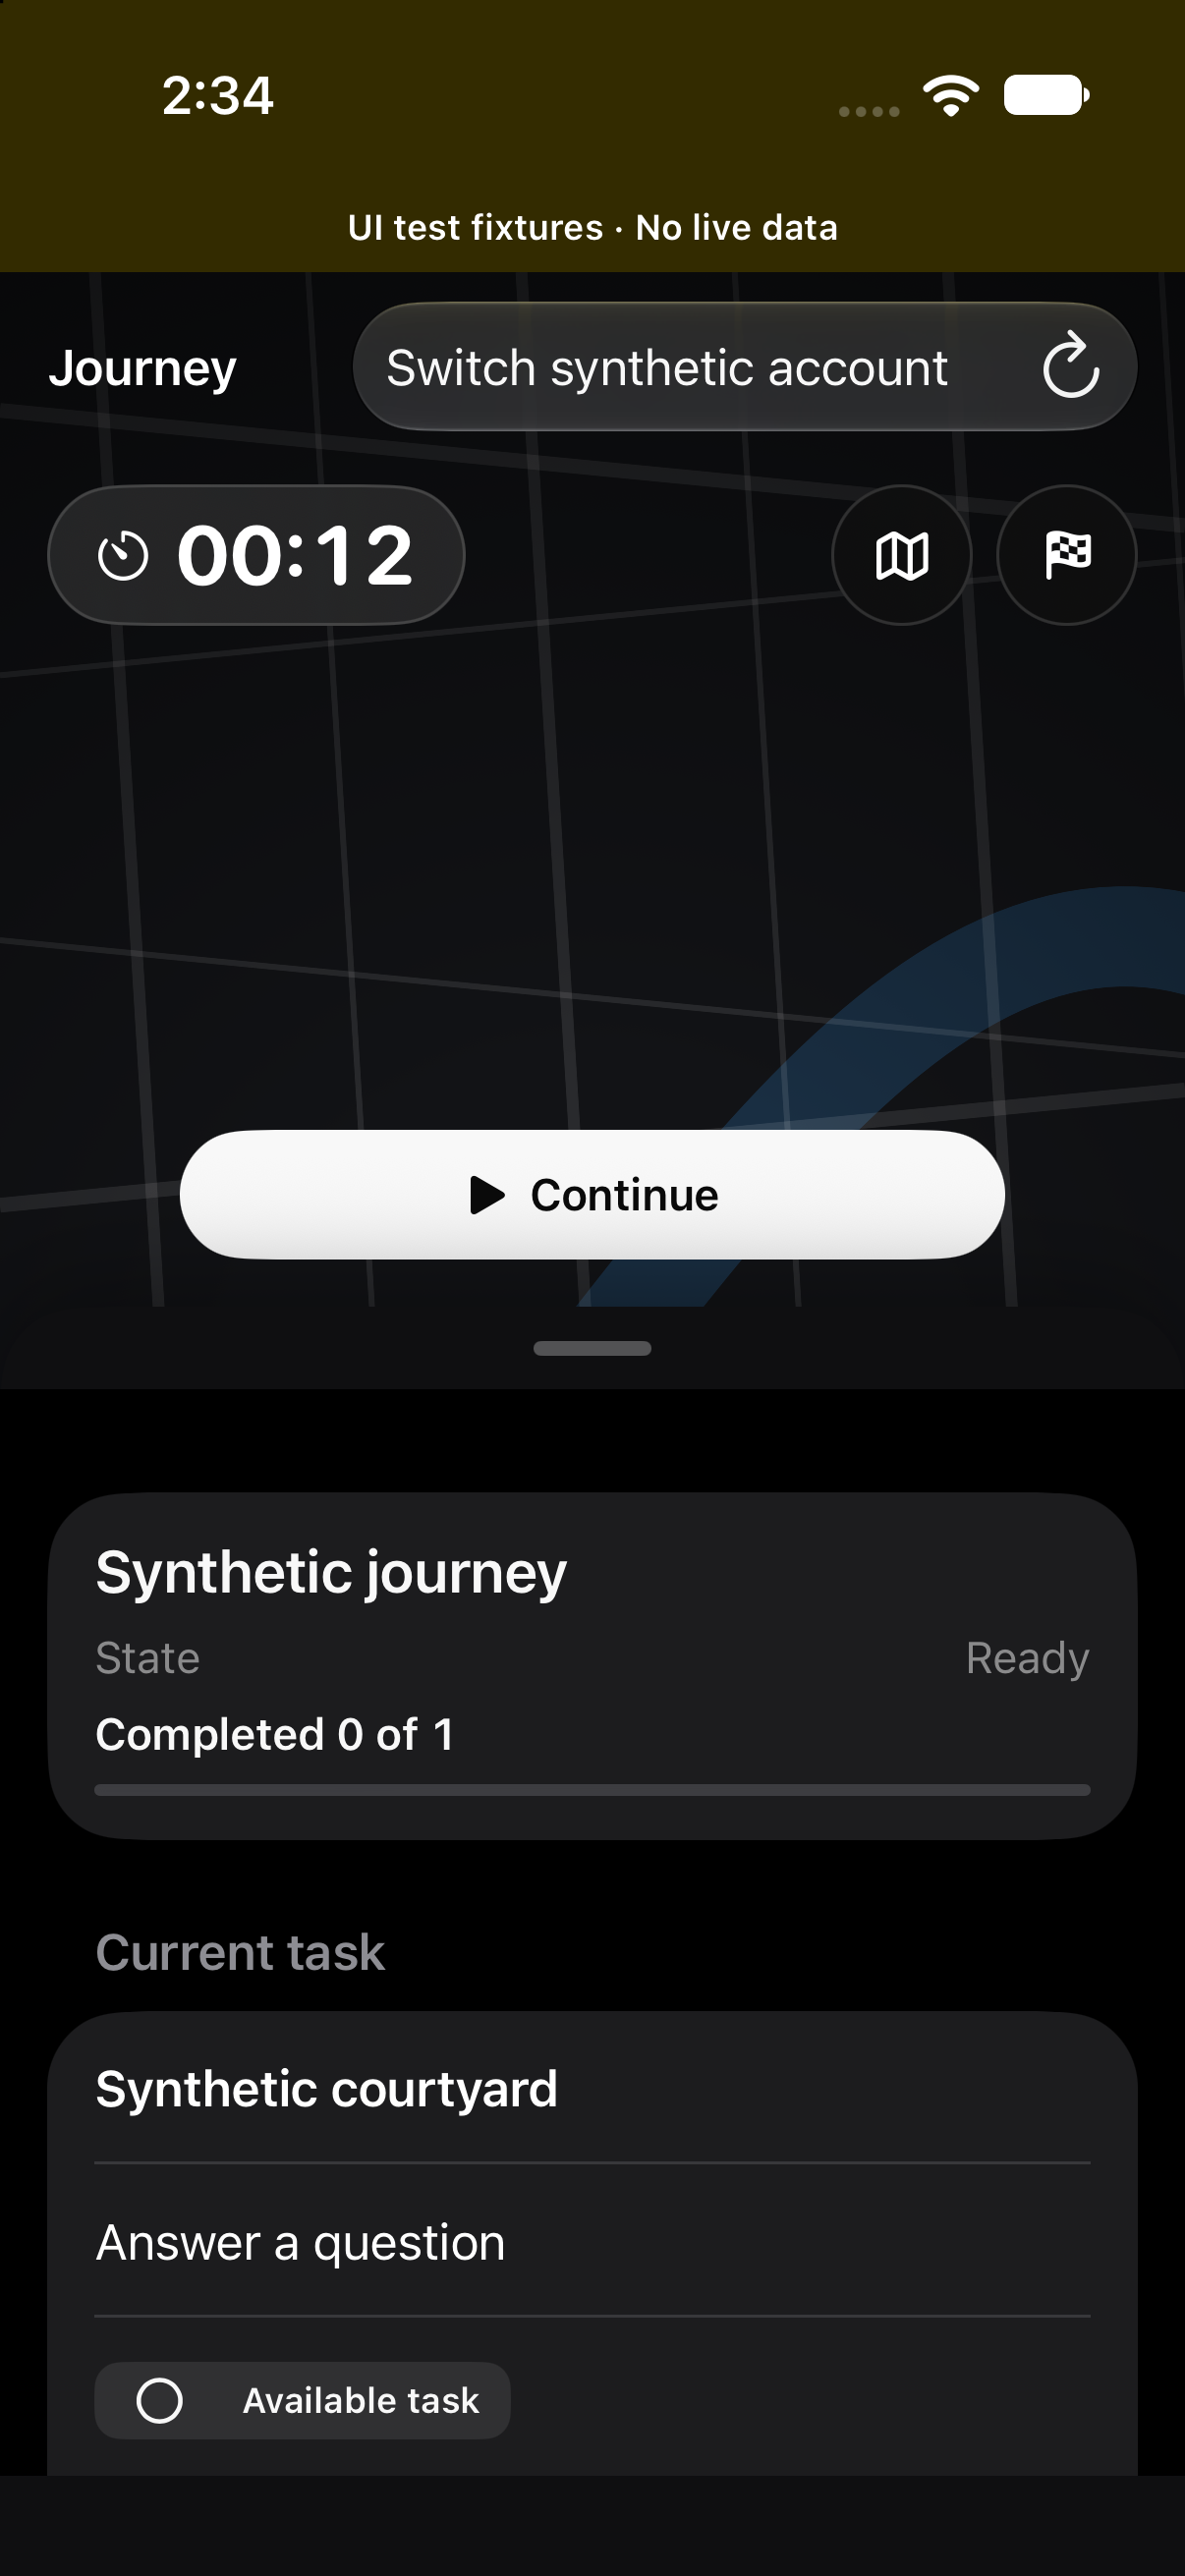 2:34
UI test fixtures · No live data
Journey
Switch synthetic account
00:12
Continue
Synthetic journey
State Ready
Completed 0 of 1
Current task
Synthetic courtyard
Answer a question
Available task